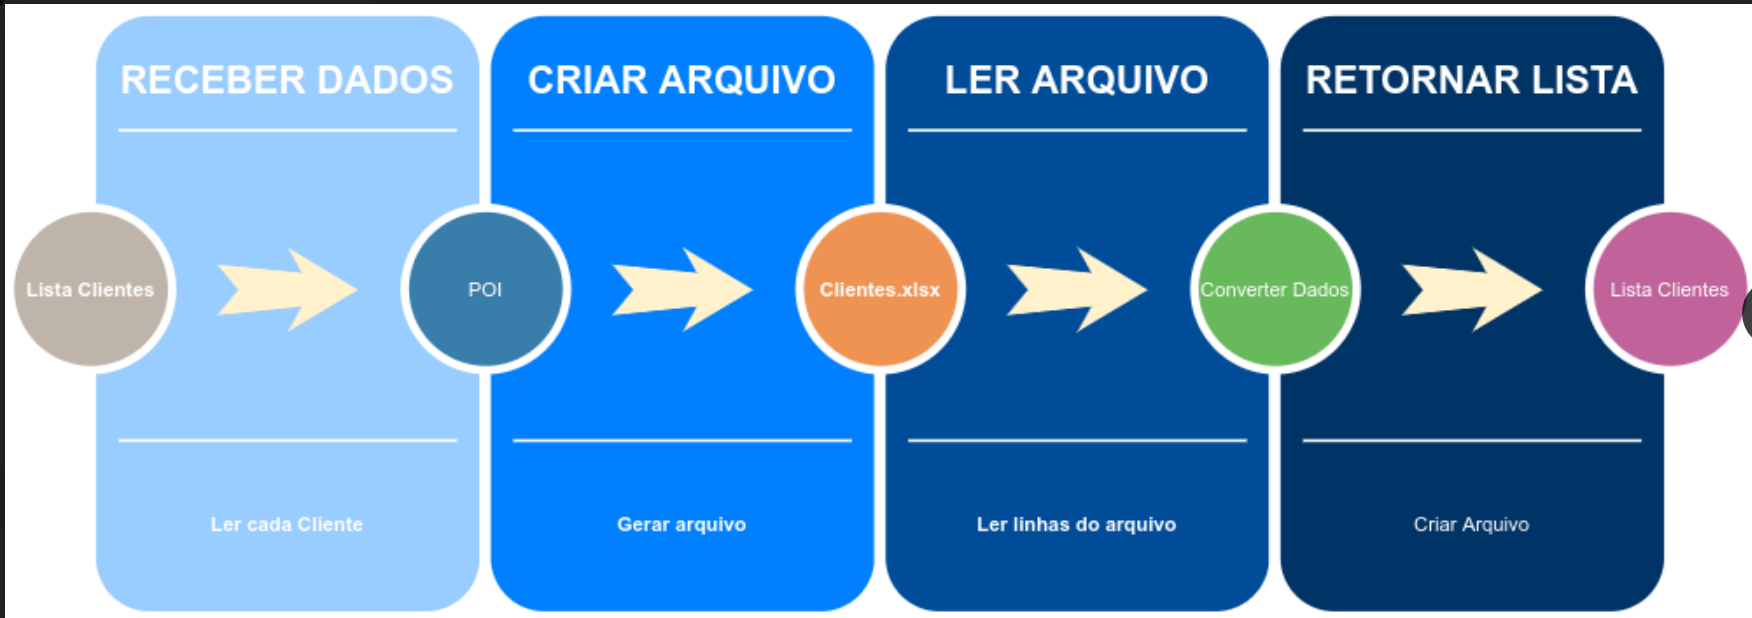 RECEBER DADOS
CRIAR ARQUIVO
LER ARQUIVO
RETORNAR LISTA
Lista Clientes
POI
Clientes.xlsx
Converter Dados
Lista Clientes
Ler cada Cliente
Gerar arquivo
Ler linhas do arquivo
Criar Arquivo